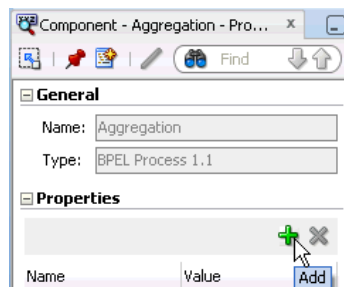 Component - Aggregation - Pro...
Find
General
Name: Aggregation
Type: BPEL Process 1.1
Properties
Name Value
Add